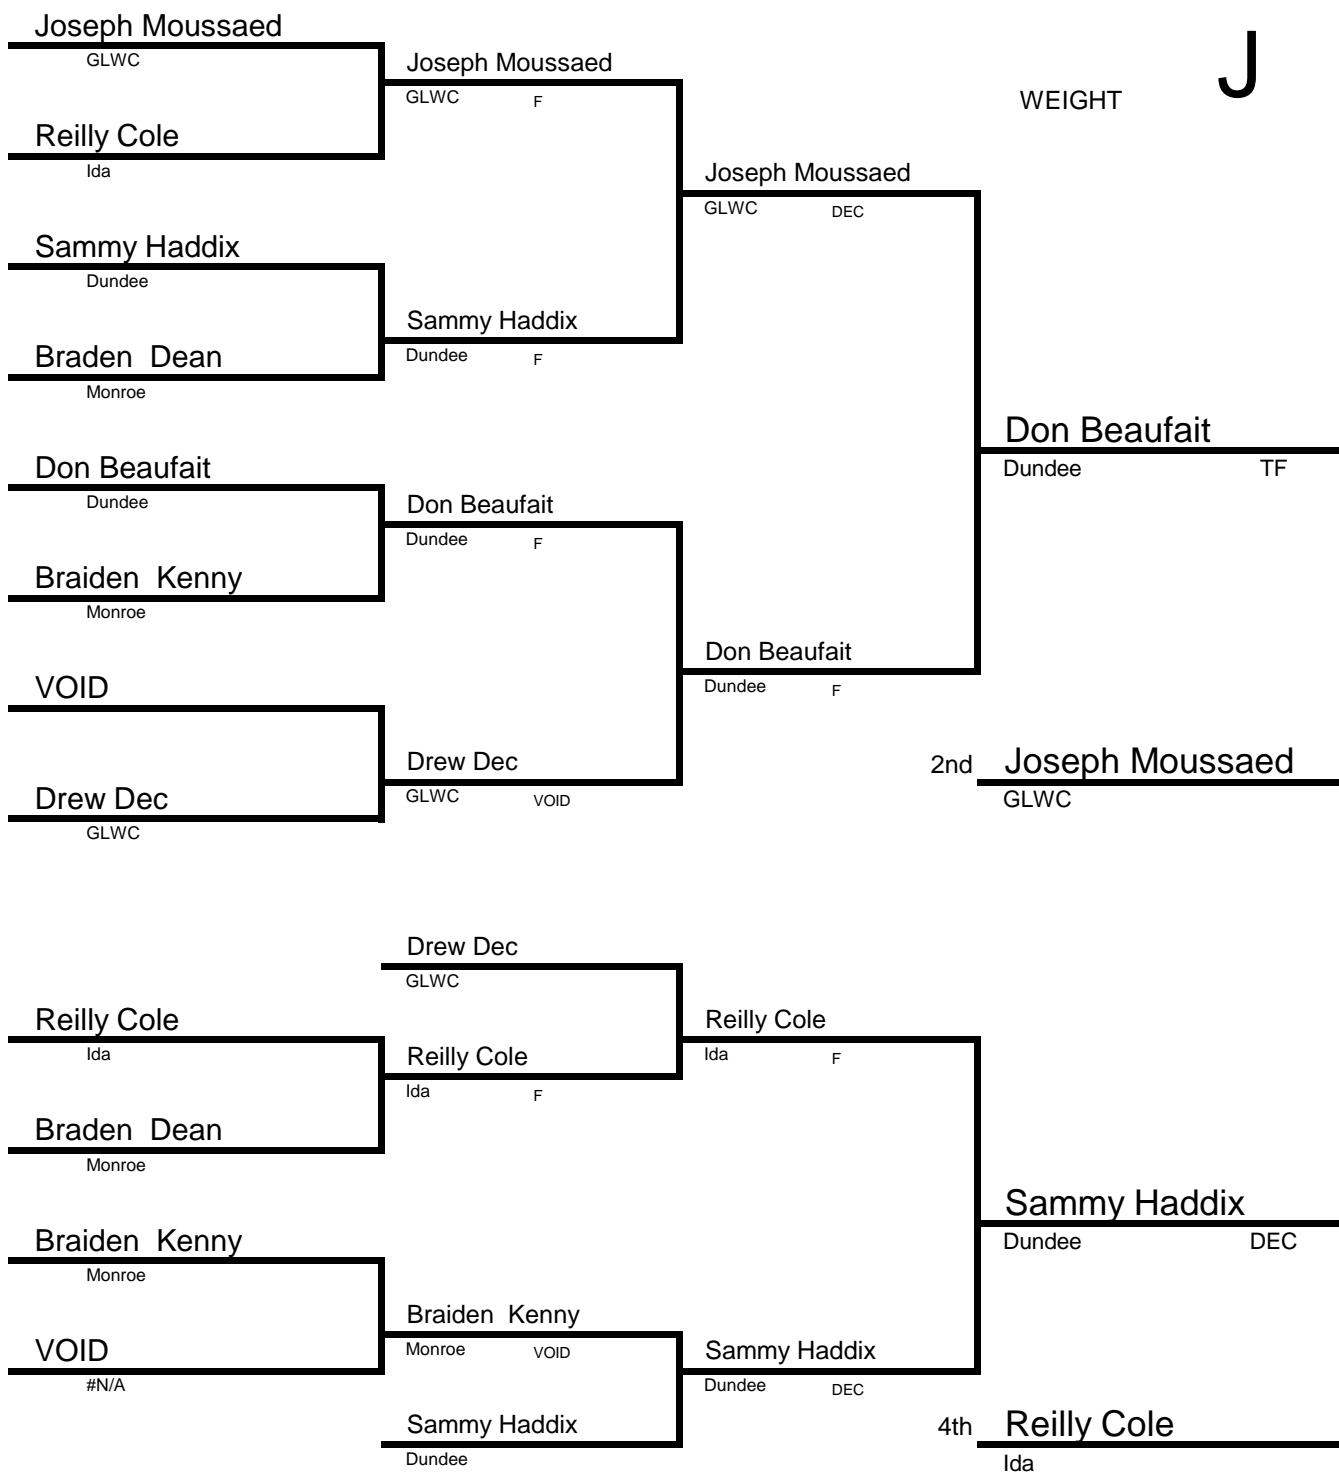 Joseph Moussaed
GLWC
Joseph Moussaed
GLWC F
WEIGHT J
Reilly Cole
Ida
Joseph Moussaed
GLWC DEC
Sammy Haddix
Dundee
Sammy Haddix
Dundee F
Braden  Dean
Monroe
Don Beaufait
Dundee TF
Don Beaufait
Dundee
Don Beaufait
Dundee F
Braiden  Kenny
Monroe
Don Beaufait
Dundee F
VOID
Drew Dec
GLWC VOID
2nd Joseph Moussaed
GLWC
Drew Dec
GLWC
Drew Dec
GLWC
Reilly Cole
Ida
Reilly Cole
Ida F
Reilly Cole
Ida F
Braden  Dean
Monroe
Sammy Haddix
Dundee DEC
Braiden  Kenny
Monroe
Braiden  Kenny
Monroe VOID
VOID
#N/A
Sammy Haddix
Dundee DEC
Sammy Haddix
Dundee
4th Reilly Cole
Ida